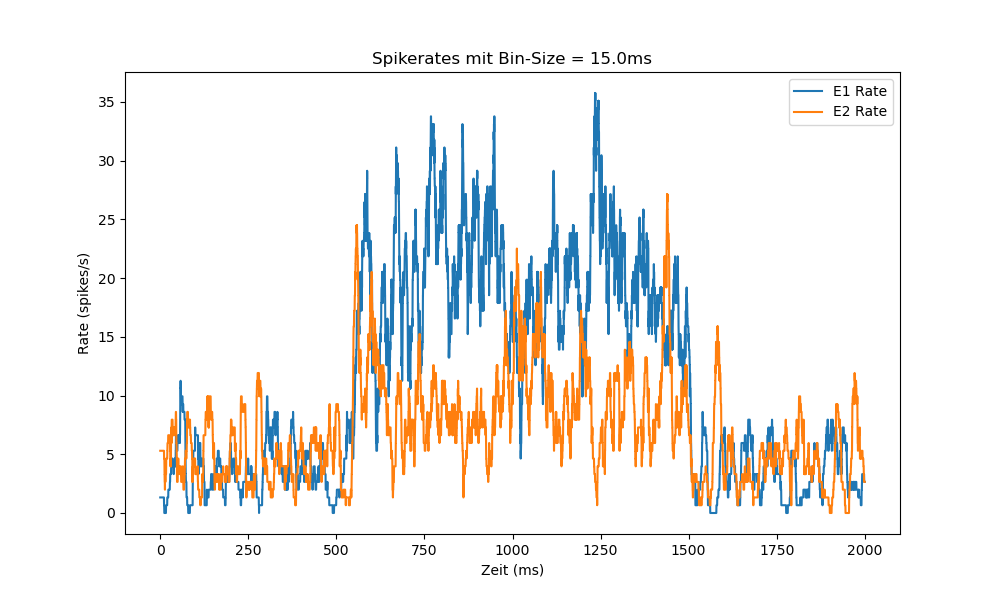 Spikerates mit Bin-Size = 15.0ms
E1 Rate
E2 Rate
35
30
25
20
15
10
5
0
Rate (spikes/s)
0 250 500 750 1000 1250 1500 1750 2000
Zeit (ms)